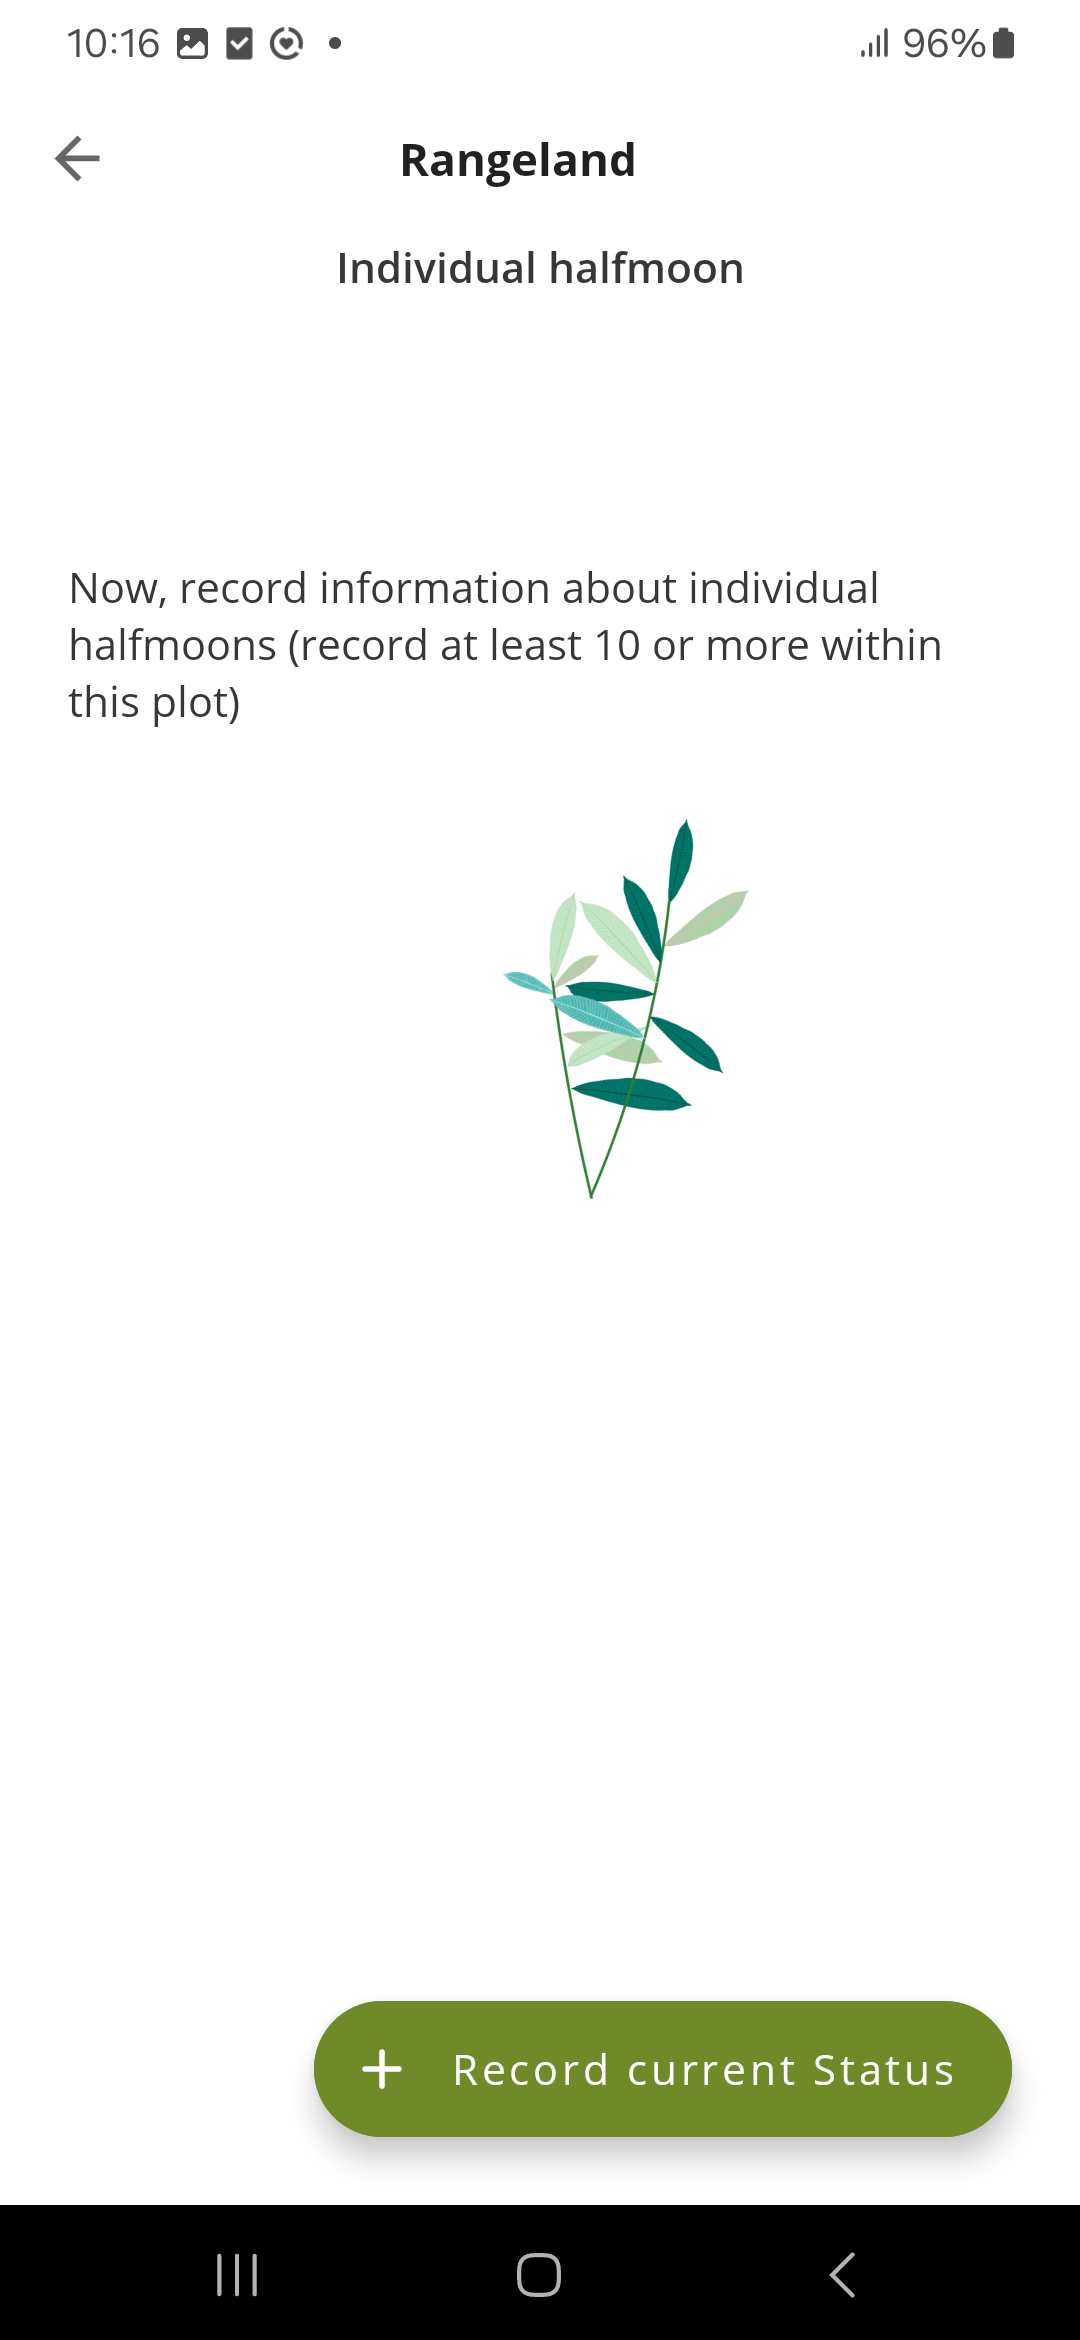 10:16
96%
Rangeland
Individual halfmoon
Now, record information about individual
halfmoons (record at least 10 or more within
this plot)
Record current Status